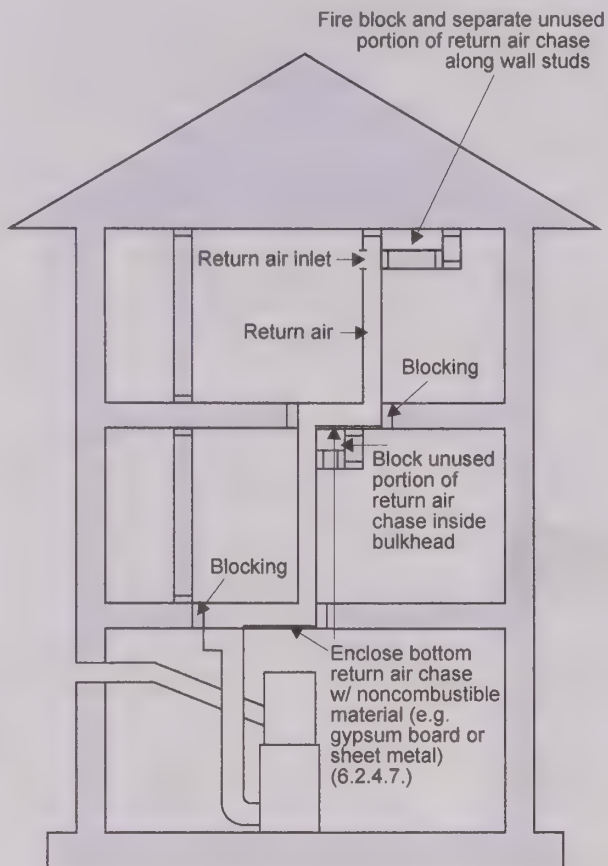 Fire block and separate unused
portion of return air chase
along wall studs
Return air inlet
Return air
Blocking
Block unused
portion of
return air
chase inside
bulkhead
Blocking
Enclose bottom
return air chase
w/ noncombustible
material (e.g.
gypsum board or
sheet metal)
(6.2.4.7.)